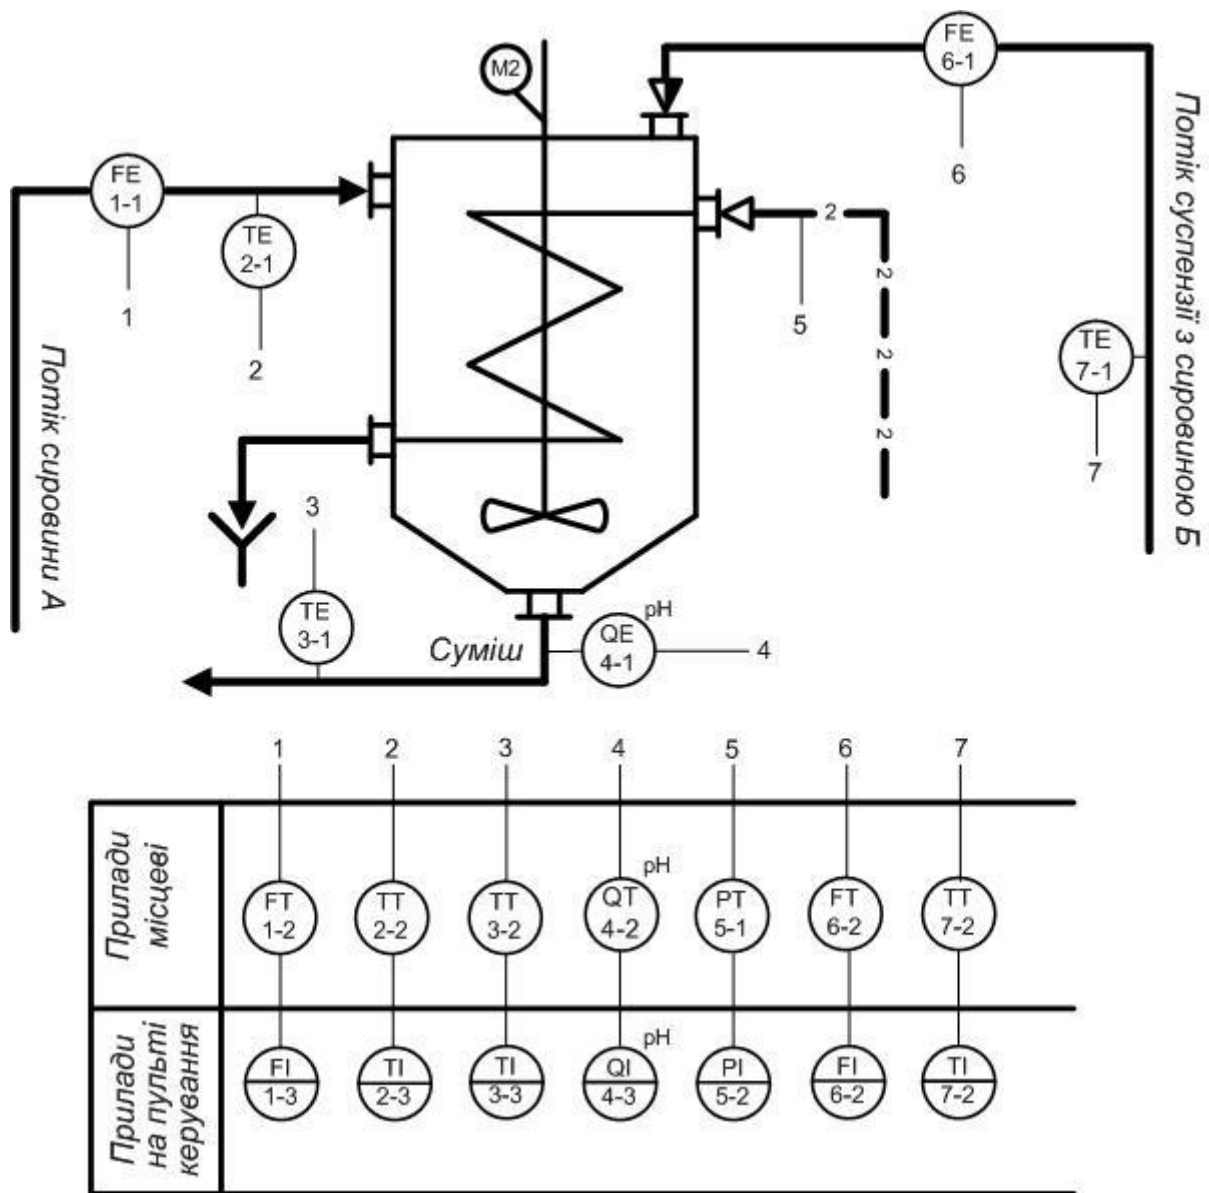 M2
FE
6-1
6
FE
1-1
1
TE
2-1
2
2
2
2
2
5
TE
7-1
7
Потік сировини А
Потік суспензії з сировиною Б
3
TE
3-1
Суміш
pH
QE
4-1
4
1 2 3 4 5 6 7
Прилади
місцеві
FT
1-2
TT
2-2
TT
3-2
pH
QT
4-2
PT
5-1
FT
6-2
TT
7-2
Прилади
на пульті
керування
FI
1-3
TI
2-3
TI
3-3
pH
QI
4-3
PI
5-2
FI
6-2
TI
7-2